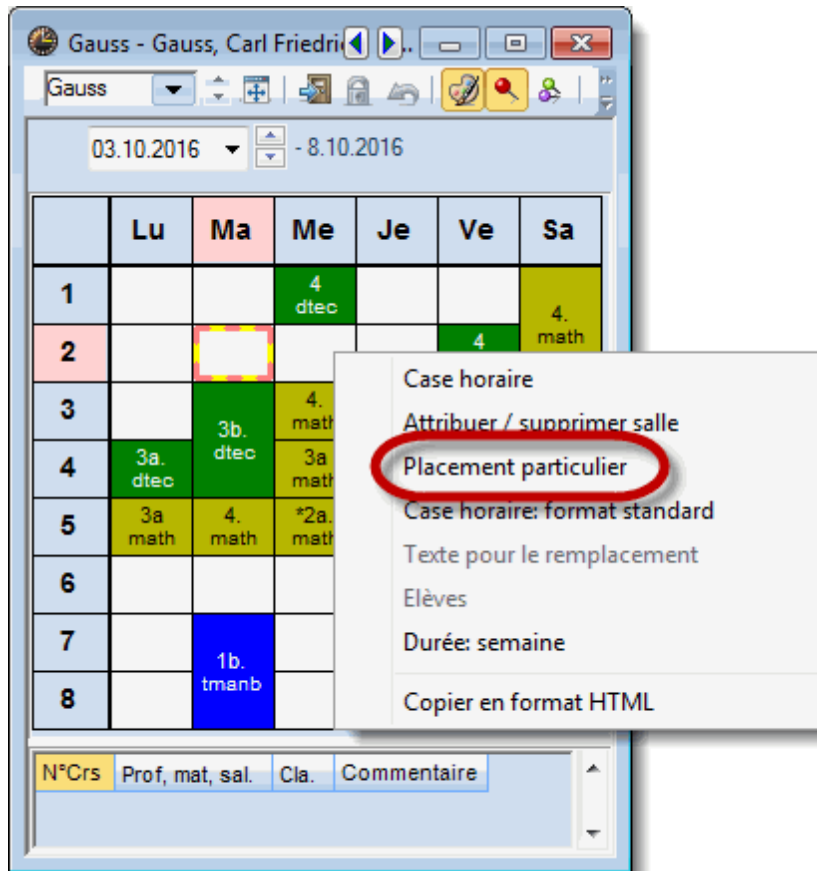 Gauss - Gauss, Carl Friedri ..
Gauss
03.10.2016 - 8.10.2016
Lu Ma Me Je Ve Sa
1 4 dtec
4. math
2 4
3 3b. dtec 4. math
4 3a. dtec 3a math
5 3a math 4. math *2a. math
6
7 1b. tmanb
8
Case horaire
Attribuer / supprimer salle
Placement particulier
Case horaire: format standard
Texte pour le remplacement
Elèves
Durée: semaine
Copier en format HTML
N°Crs Prof, mat, sal. Cla. Commentaire